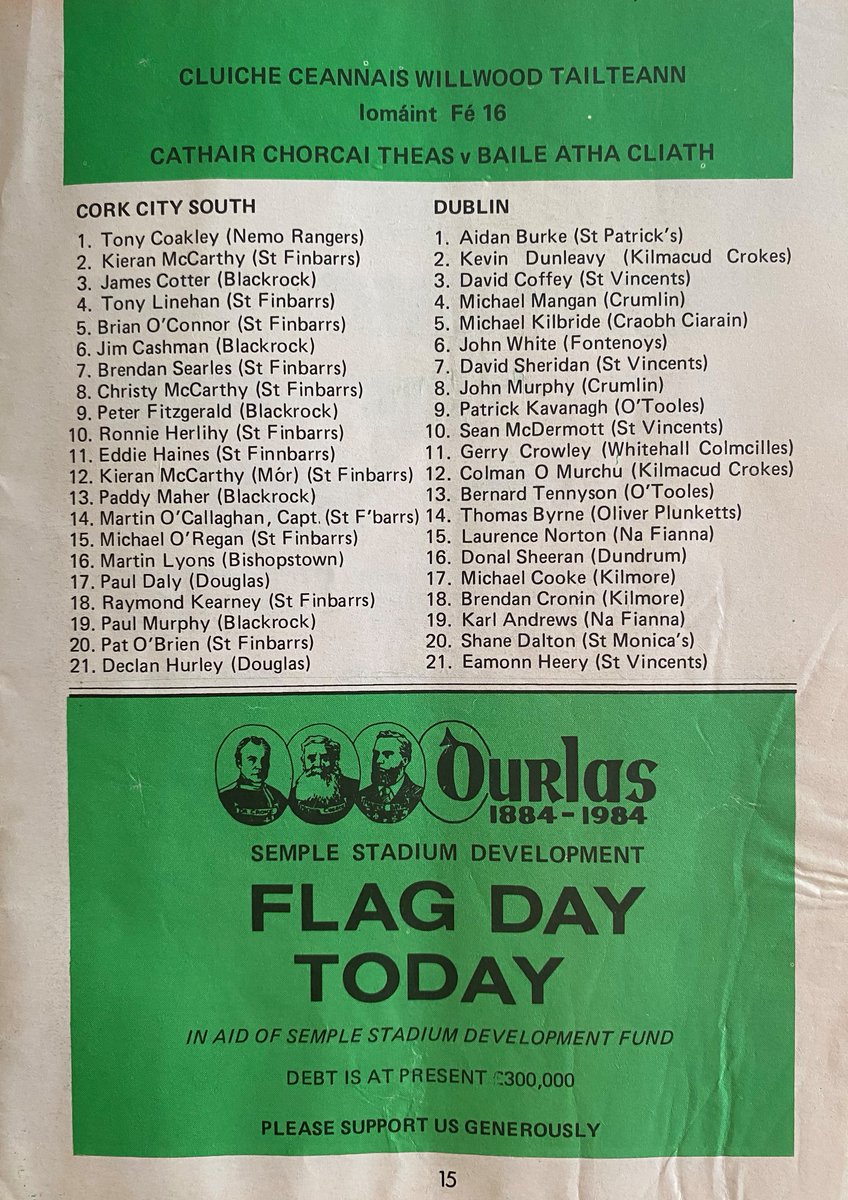 CLUICHE CEANNAIS WILLWOOD TAILTEANN
Iomáint Fé 16
CATHAIR CHORCAI THEAS v BAILE ATHA CLIATH
CORK CITY SOUTH
1. Tony Coakley (Nemo Rangers)
2. Kieran McCarthy (St Finbarrs)
3. James Cotter (Blackrock)
4. Tony Linehan (St Finbarrs)
5. Brian O'Connor (St Finbarrs)
6. Jim Cashman (Blackrock)
7. Brendan Searles (St Finbarrs)
8. Christy McCarthy (St Finbarrs)
9. Peter Fitzgerald (Blackrock)
10. Ronnie Herlihy (St Finbarrs)
11. Eddie Haines (St Finnbarrs)
12. Kieran McCarthy (Mór) (St Finbarrs)
13. Paddy Maher (Blackrock)
14. Martin O'Callaghan, Capt. (St F'barrs)
15. Michael O'Regan (St Finbarrs)
16. Martin Lyons (Bishopstown)
17. Paul Daly (Douglas)
18. Raymond Kearney (St Finbarrs)
19. Paul Murphy (Blackrock)
20. Pat O'Brien (St Finbarrs)
21. Declan Hurley (Douglas)
DUBLIN
1. Aidan Burke (St Patrick's)
2. Kevin Dunleavy (Kilmacud Crokes)
3. David Coffey (St Vincents)
4. Michael Mangan (Crumlin)
5. Michael Kilbride (Craobh Ciarain)
6. John White (Fontenoys)
7. David Sheridan (St Vincents)
8. John Murphy (Crumlin)
9. Patrick Kavanagh (O'Tooles)
10. Sean McDermott (St Vincents)
11. Gerry Crowley (Whitehall Colmcilles)
12. Colman O Murchu (Kilmacud Crokes)
13. Bernard Tennyson (O'Tooles)
14. Thomas Byrne (Oliver Plunketts)
15. Laurence Norton (Na Fianna)
16. Donal Sheeran (Dundrum)
17. Michael Cooke (Kilmore)
18. Brendan Cronin (Kilmore)
19. Karl Andrews (Na Fianna)
20. Shane Dalton (St Monica's)
21. Eamonn Heery (St Vincents)
DR. CROKE
Durlas
1884-1984
SEMPLE STADIUM DEVELOPMENT
FLAG DAY
TODAY
IN AID OF SEMPLE STADIUM DEVELOPMENT FUND
DEBT IS AT PRESENT £300,000
PLEASE SUPPORT US GENEROUSLY
15